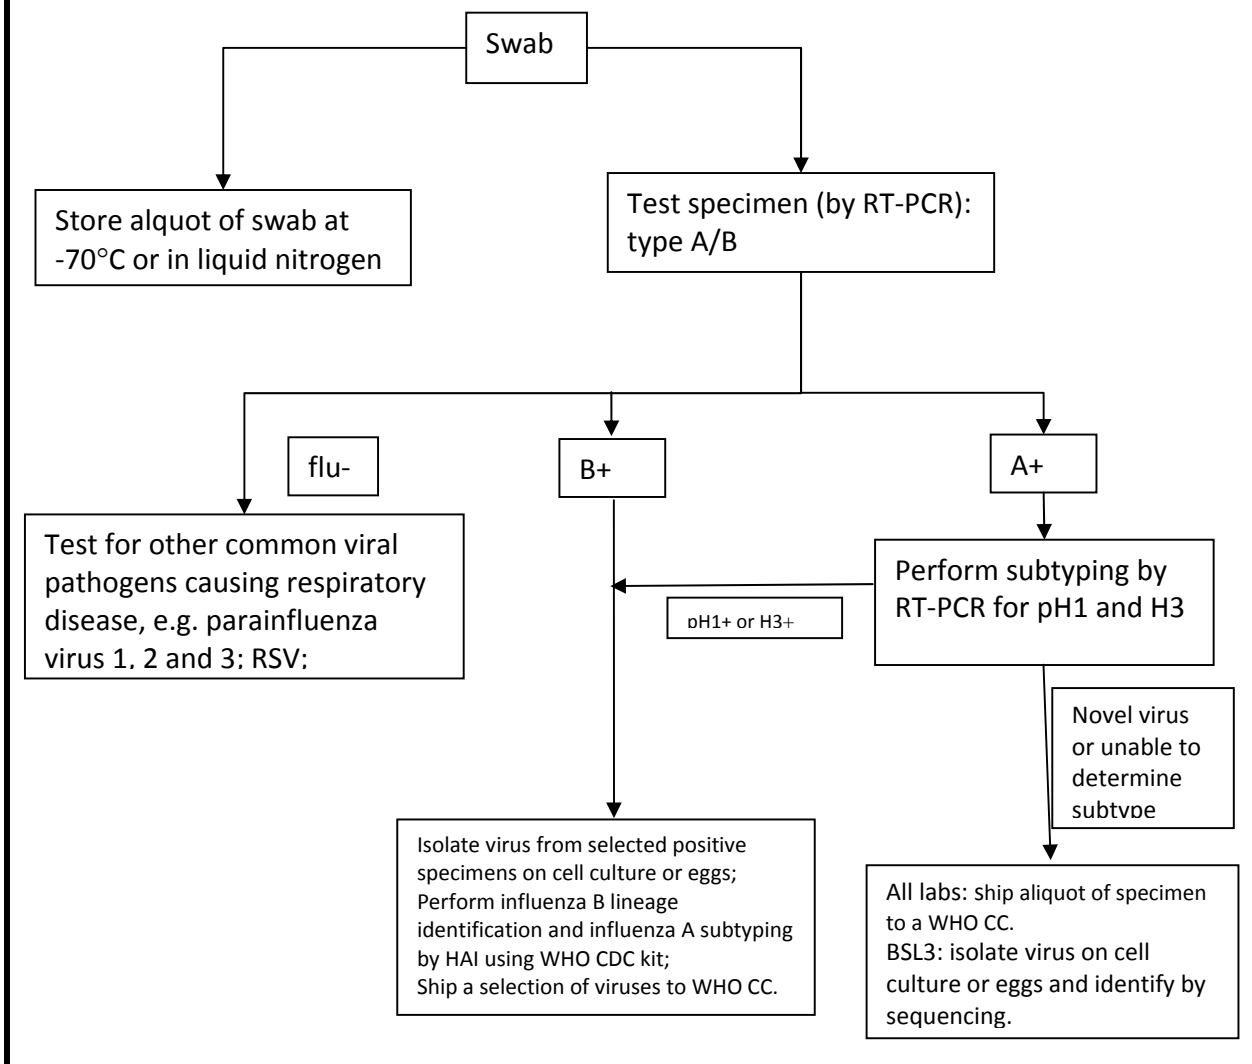 Swab
Store alquot of swab at
-70°C or in liquid nitrogen
Test specimen (by RT-PCR):
type A/B
flu-
B+
A+
Test for other common viral
pathogens causing respiratory
disease, e.g. parainfluenza
virus 1, 2 and 3; RSV;
Perform subtyping by
RT-PCR for pH1 and H3
pH1+ or H3+
Novel virus
or unable to
determine
subtype
Isolate virus from selected positive
specimens on cell culture or eggs;
Perform influenza B lineage
identification and influenza A subtyping
by HAI using WHO CDC kit;
Ship a selection of viruses to WHO CC.
All labs: ship aliquot of specimen
to a WHO CC.
BSL3: isolate virus on cell
culture or eggs and identify by
sequencing.